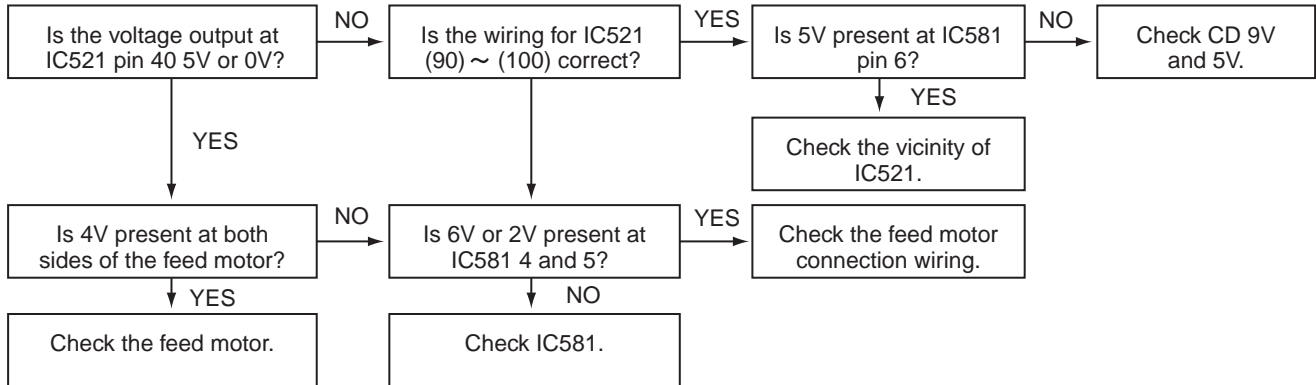 Is the voltage output at
IC521 pin 40 5V or 0V?
NO
Is the wiring for IC521
(90) ～ (100) correct?
YES
Is 5V present at IC581
pin 6?
NO
Check CD 9V
and 5V.
YES
YES
Check the vicinity of
IC521.
Is 4V present at both
sides of the feed motor?
NO
Is 6V or 2V present at
IC581 4 and 5?
YES
Check the feed motor
connection wiring.
YES
NO
Check the feed motor.
Check IC581.